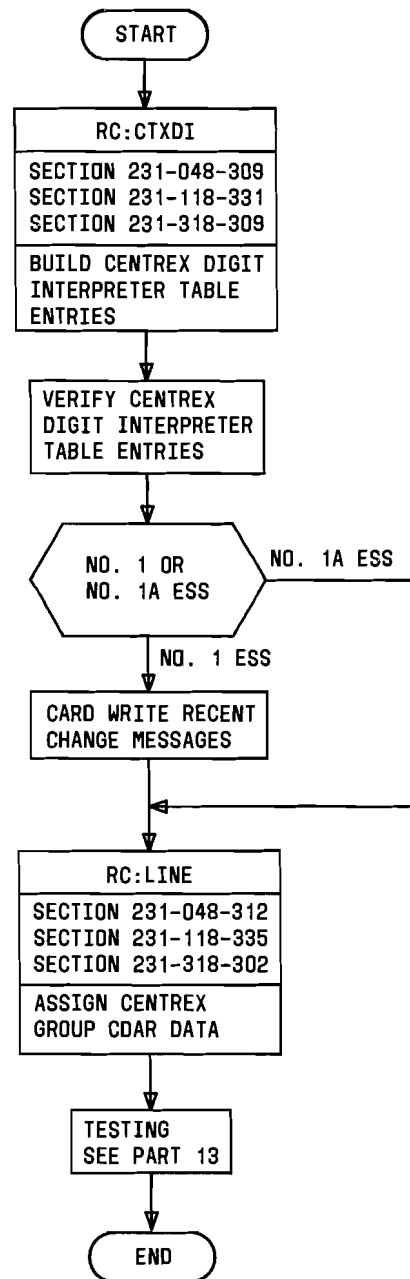 START
RC:CTXDI
SECTION 231-048-309
SECTION 231-118-331
SECTION 231-318-309
BUILD CENTREX DIGIT
INTERPRETER TABLE
ENTRIES
VERIFY CENTREX
DIGIT INTERPRETER
TABLE ENTRIES
NO. 1 OR
NO. 1A ESS
NO. 1A ESS
NO. 1 ESS
CARD WRITE RECENT
CHANGE MESSAGES
RC:LINE
SECTION 231-048-312
SECTION 231-118-335
SECTION 231-318-302
ASSIGN CENTREX
GROUP CDAR DATA
TESTING
SEE PART 13
END